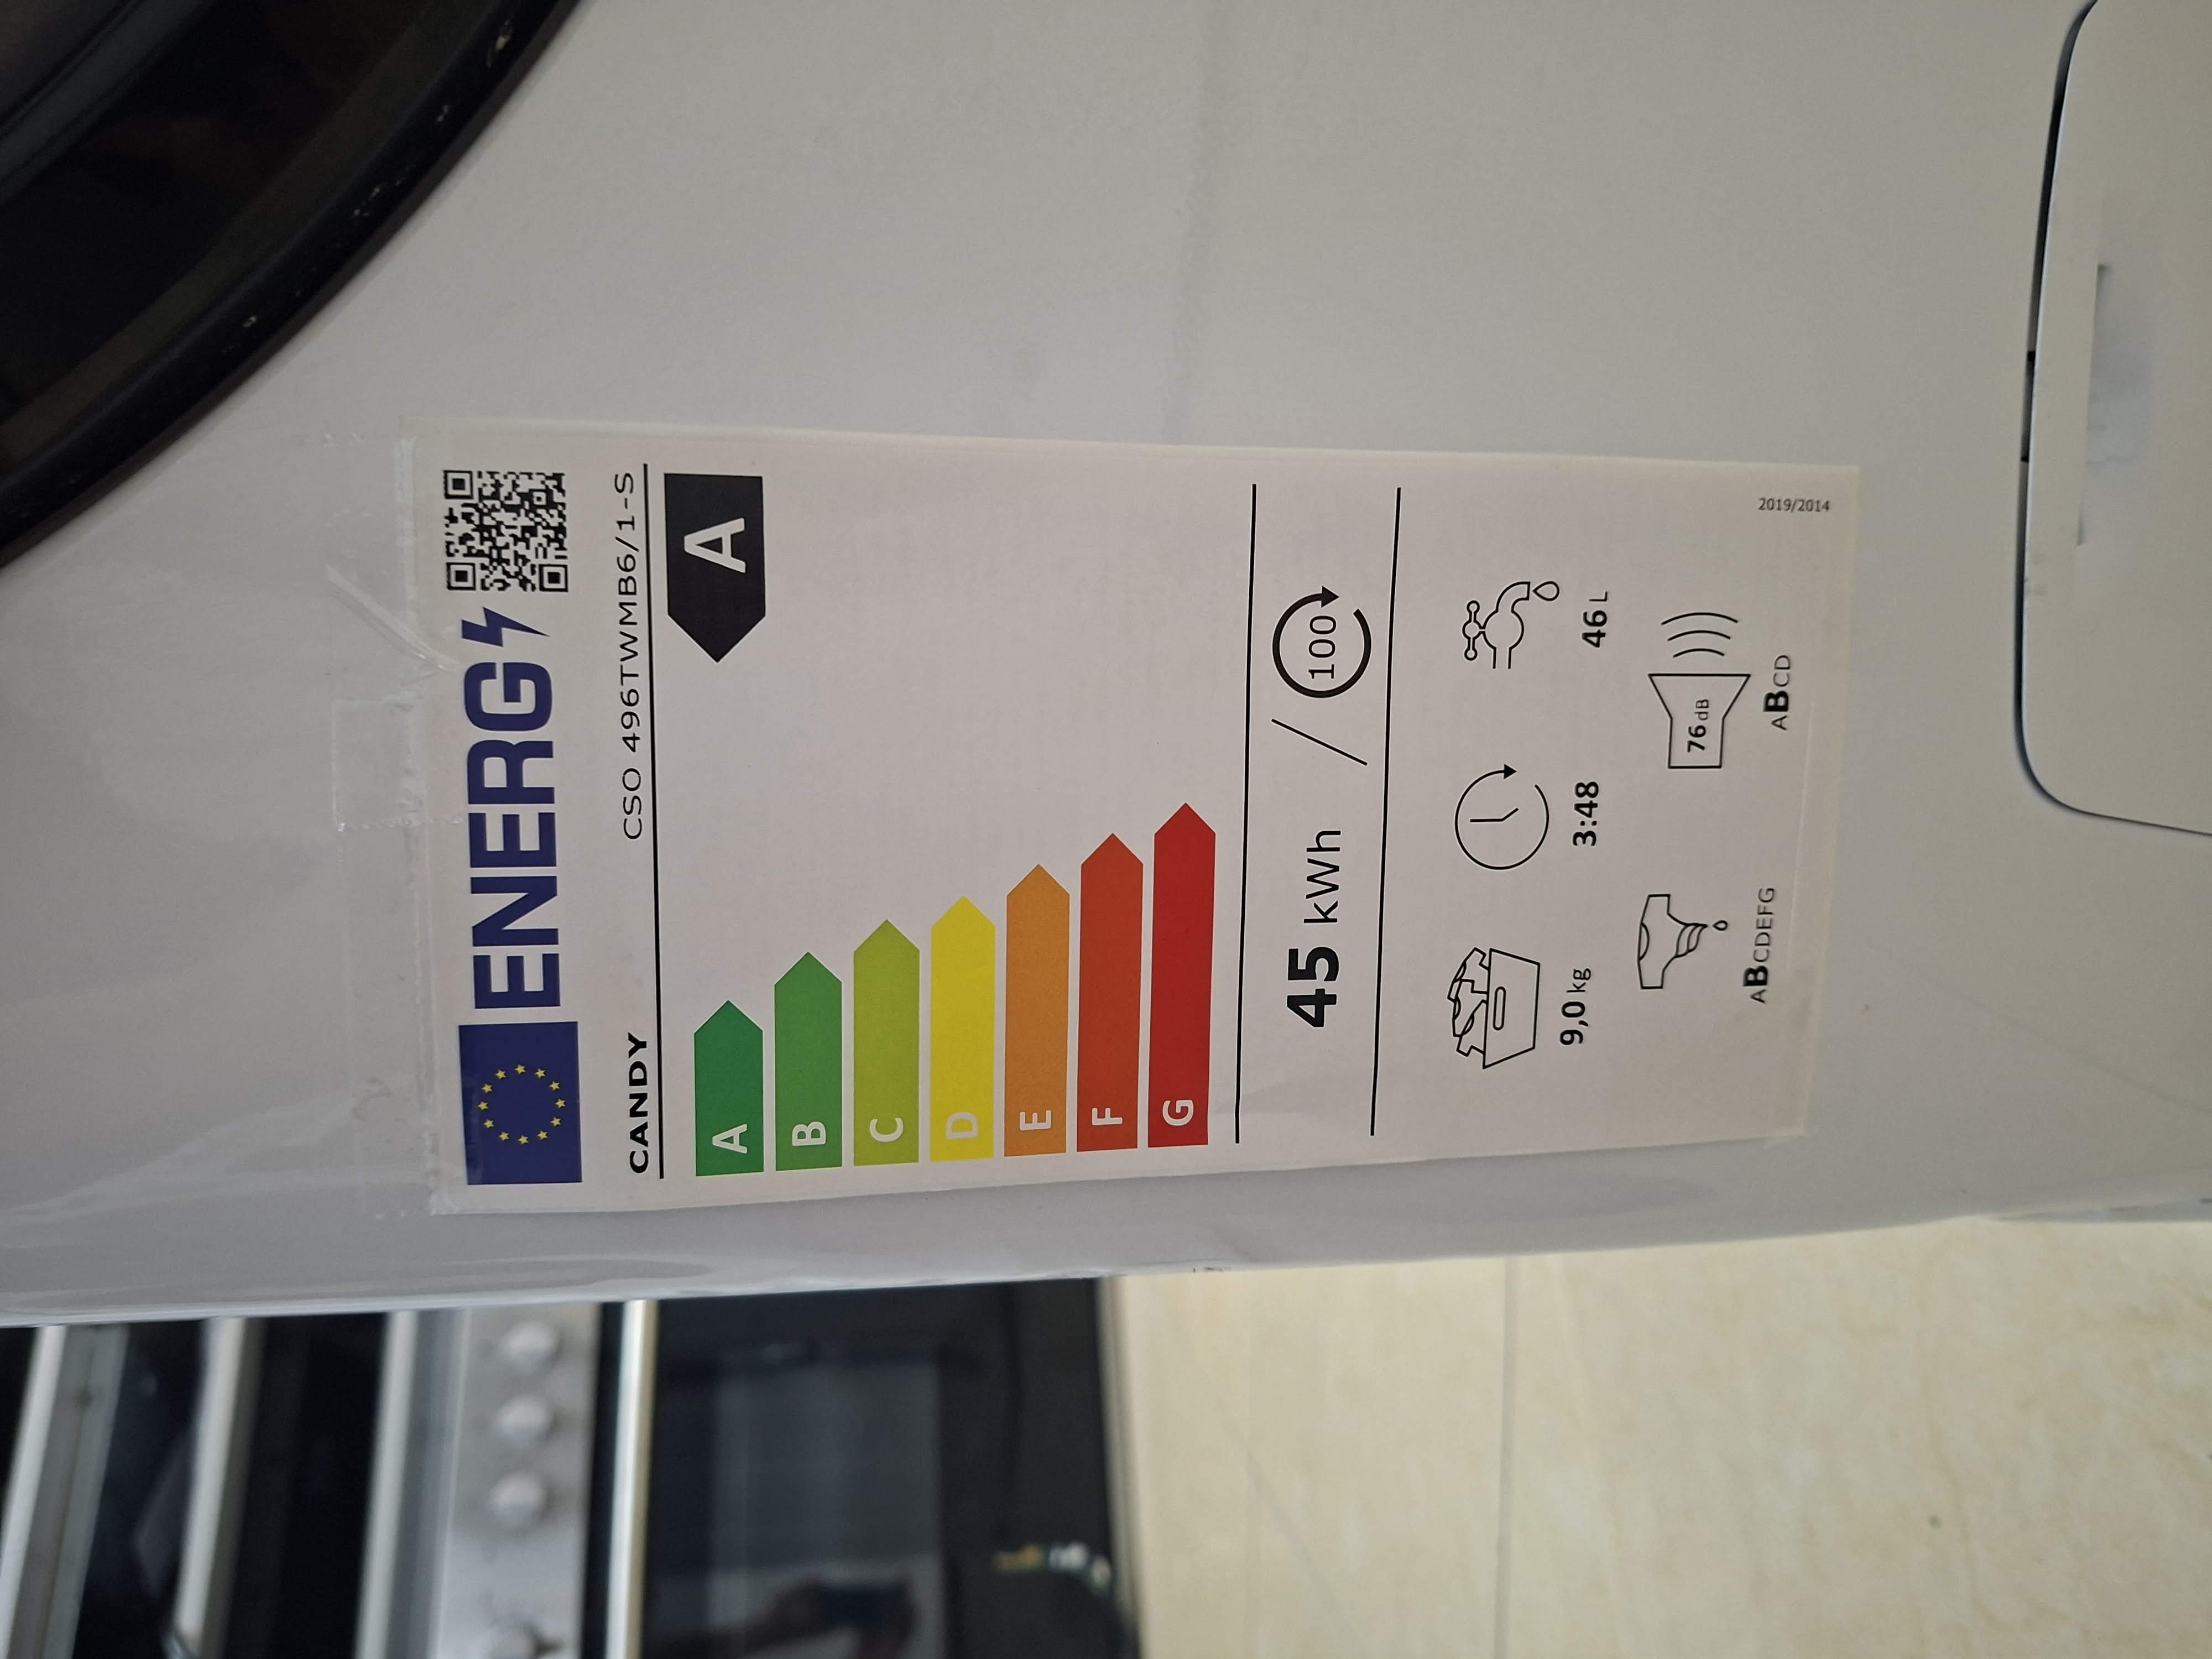 ENERG
CANDY CSO 496TWMB6/1-S
A
A
B
C
D
E
F
G
45 kWh / 100
9,0 kg 3:48 46 L
76 dB
ABCDEFG ABCD
2019/2014